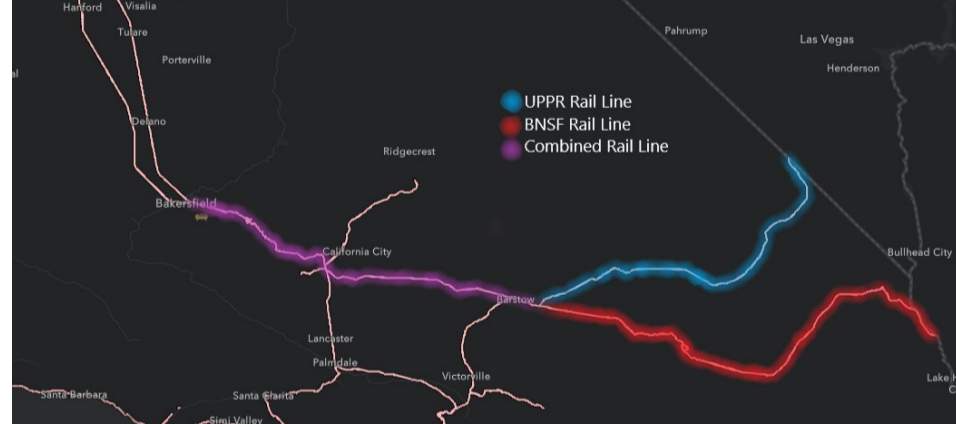 Hanford
Visalia
Tulare
Porterville
Delano
Pahrump
Las Vegas
Henderson
UPPR Rail Line
BNSF Rail Line
Combined Rail Line
Ridgecrest
Bakersfield
California City
Bullhead City
Barstow
Lancaster
Palmdale
Victorville
Lake
Santa Barbara
Santa Clarita
Simi Valley